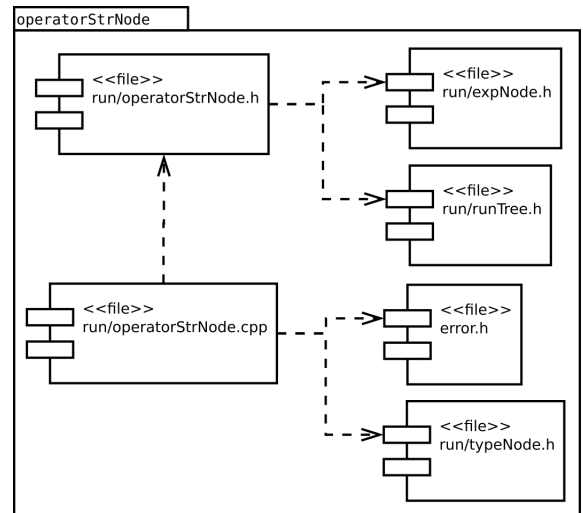 operatorStrNode
<<file>>
run/operatorStrNode.h
<<file>>
run/expNode.h
<<file>>
run/runTree.h
<<file>>
run/operatorStrNode.cpp
<<file>>
error.h
<<file>>
run/typeNode.h